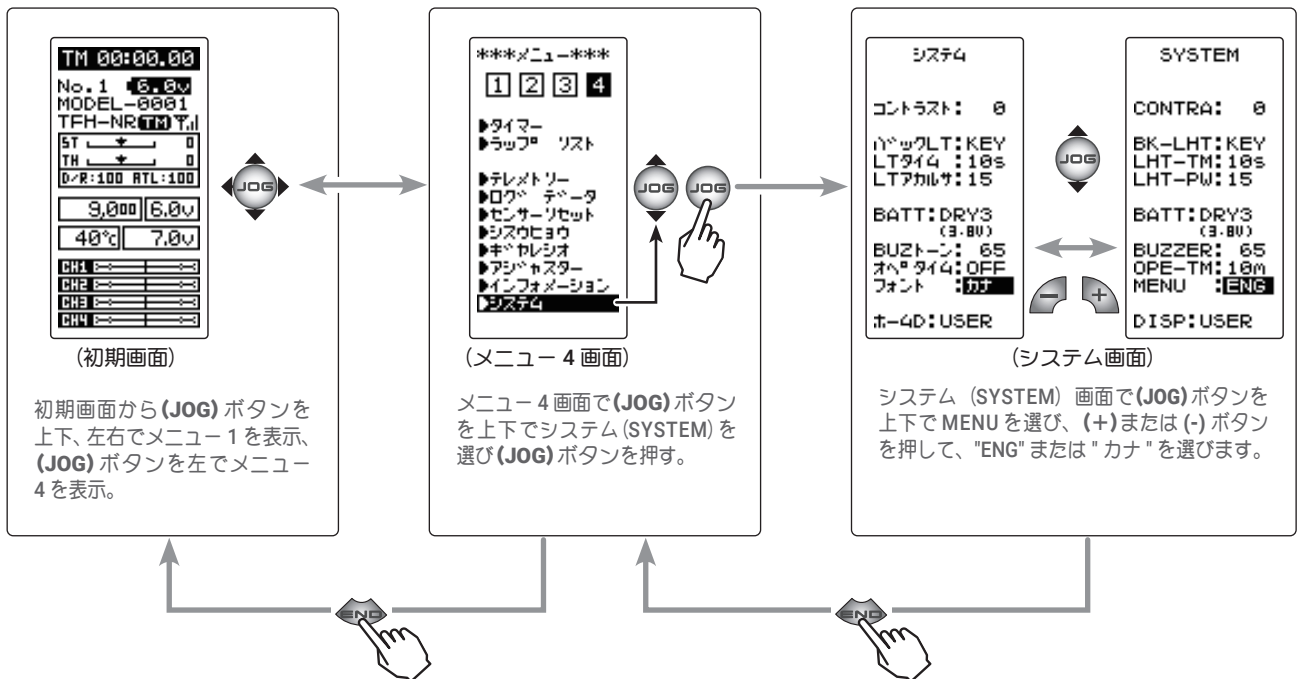 TM 00:00.00
No.1 6.0v
MODEL-0001
TFH-NR TM
ST 0
TH 0
D/R:100 ATL:100
9,000 6.0v
40℃ 7.0v
CH1
CH2
CH3
CH4
JOG
(初期画面)
初期画面から(JOG) ボタンを
上下、左右でメニュー 1 を表示、
(JOG) ボタンを左でメニュー
4 を表示。
***メニュー***
1 2 3 4
▶タイマー
▶ラップ リスト
▶テレメトリー
▶ログ データ
▶センサーリセット
▶シズウヒョウ
▶ギヤレシオ
▶アジャスター
▶インフォメーション
▶システム
JOG JOG
(メニュー 4 画面)
メニュー 4 画面で(JOG) ボタン
を上下でシステム(SYSTEM) を
選び(JOG) ボタンを押す。
システム
コントラスト: 0
バックLT:KEY
LTタイム :10s
LTアカルサ:15
BATT:DRY3
(3.8V)
BUZトーン: 65
オペタイム:OFF
フォント :カナ
ホームD:USER
JOG
- +
SYSTEM
CONTRA: 0
BK-LHT:KEY
LHT-TM:10s
LHT-PW:15
BATT:DRY3
(3.8V)
BUZZER: 65
OPE-TM:10m
MENU :ENG
DISP:USER
(システム画面)
システム (SYSTEM) 画面で(JOG)ボタンを
上下で MENU を選び、(+)または (-) ボタン
を押して、"ENG" または " カナ " を選びます。
END
END